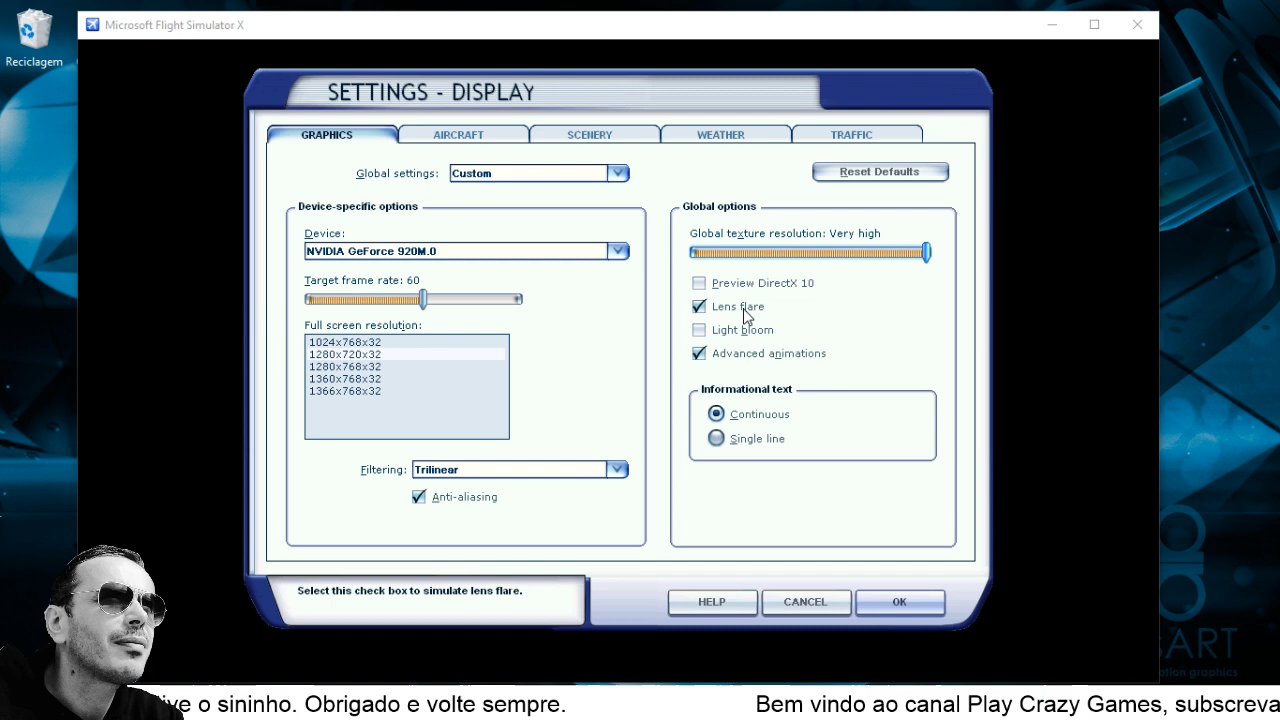 Reciclagem
Microsoft Flight Simulator X
SETTINGS - DISPLAY
GRAPHICS
AIRCRAFT
SCENERY
WEATHER
TRAFFIC
Global settings: Custom
Reset Defaults
Device-specific options
Device:
NVIDIA GeForce 920M.0
Target frame rate: 60
Full screen resolution:
1024x768x32
1280x720x32
1280x768x32
1360x768x32
1366x768x32
Filtering: Trilinear
Anti-aliasing
Global options
Global texture resolution: Very high
Preview DirectX 10
Lens flare
Light bloom
Advanced animations
Informational text
Continuous
Single line
Select this check box to simulate lens flare.
HELP
CANCEL
OK
o sininho. Obrigado e volte sempre.
Bem vindo ao canal Play Crazy Games, subscreva